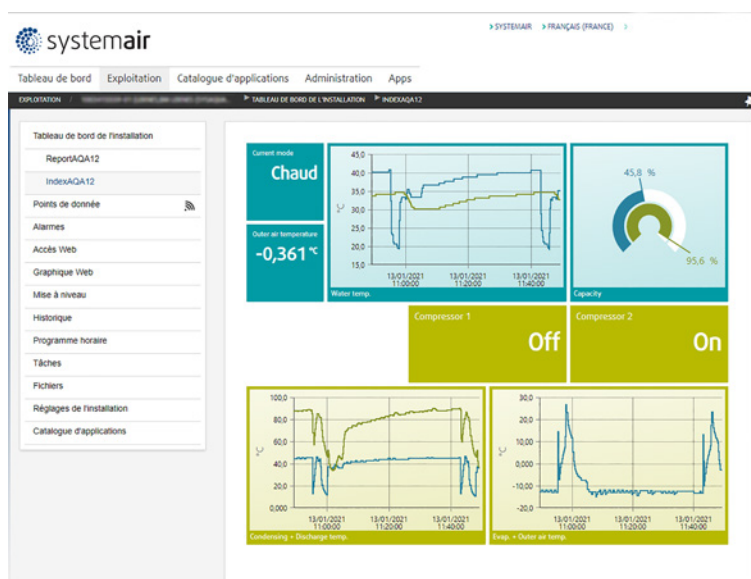 SYSTEMAIR FRANÇAIS (FRANCE)
systemair
Tableau de bord Exploitation Catalogue d'applications Administration Apps
EXPLOITATION / TABLEAU DE BORD DE L'INSTALLATION INDEXAQA12
Tableau de bord de l'installation
ReportAQA12
IndexAQA12
Points de donnée
Alarmes
Accès Web
Graphique Web
Mise à niveau
Historique
Programme horaire
Tâches
Fichiers
Réglages de l'installation
Catalogue d'applications
Current mode
Chaud
Outer air temperature
-0,361 °C
45,0
40,0
35,0
30,0
25,0
20,0
15,0
°C
13/01/2021 13/01/2021 13/01/2021
11:00:00 11:20:00 11:40:00
Water temp.
45,8 %
95,6 %
Capacity
Compressor 1
Off
Compressor 2
On
100,0
80,0
60,0
40,0
20,0
0,000
°C
13/01/2021 13/01/2021 13/01/2021
11:00:00 11:20:00 11:40:00
Condensing + Discharge temp.
30,0
20,0
10,00
0,000
-10,00
-20,0
°C
13/01/2021 13/01/2021 13/01/2021
11:00:00 11:20:00 11:40:00
Evap. + Outer air temp.